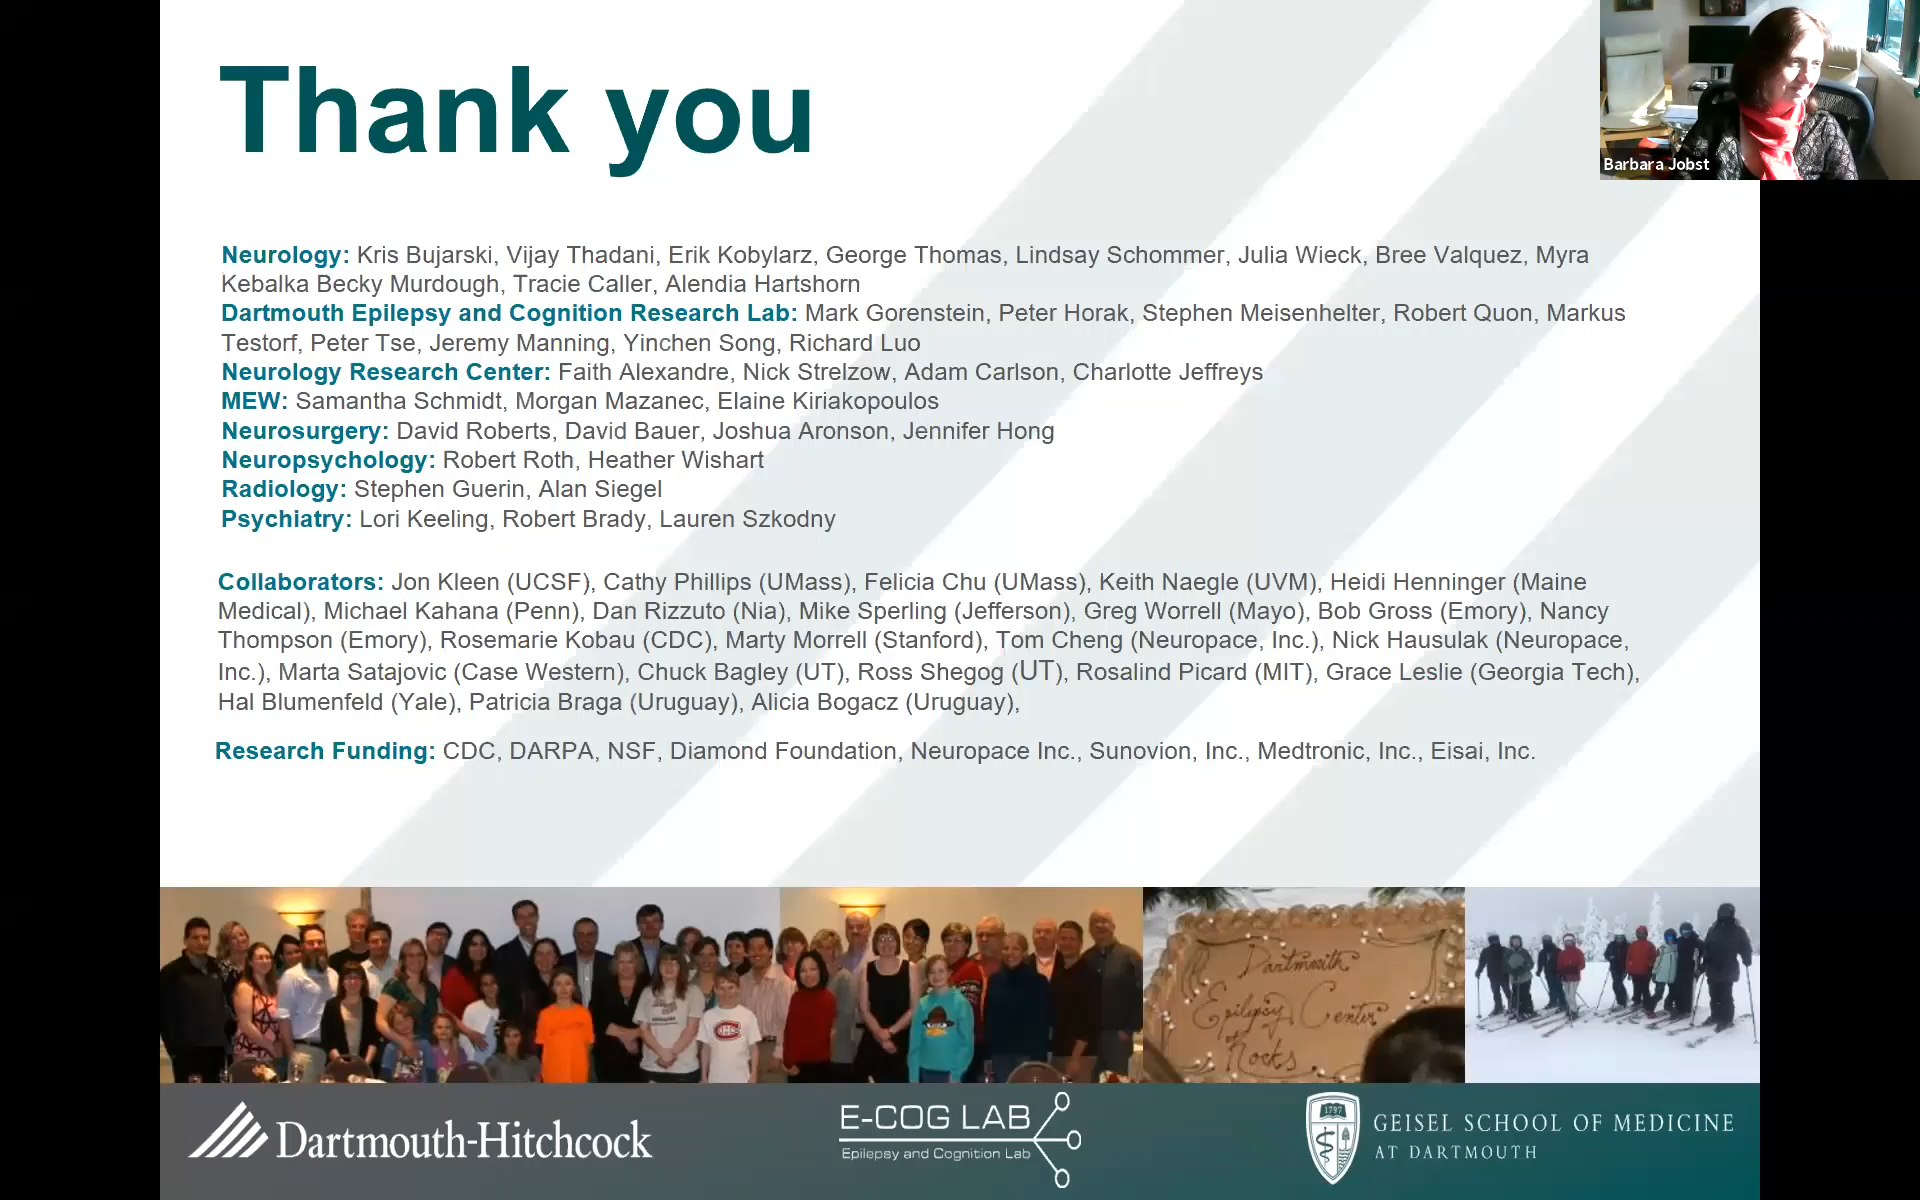 Thank you
Barbara Jobst
Neurology: Kris Bujarski, Vijay Thadani, Erik Kobylarz, George Thomas, Lindsay Schommer, Julia Wieck, Bree Valquez, Myra
Kebalka Becky Murdough, Tracie Caller, Alendia Hartshorn
Dartmouth Epilepsy and Cognition Research Lab: Mark Gorenstein, Peter Horak, Stephen Meisenhelter, Robert Quon, Markus
Testorf, Peter Tse, Jeremy Manning, Yinchen Song, Richard Luo
Neurology Research Center: Faith Alexandre, Nick Strelzow, Adam Carlson, Charlotte Jeffreys
MEW: Samantha Schmidt, Morgan Mazanec, Elaine Kiriakopoulos
Neurosurgery: David Roberts, David Bauer, Joshua Aronson, Jennifer Hong
Neuropsychology: Robert Roth, Heather Wishart
Radiology: Stephen Guerin, Alan Siegel
Psychiatry: Lori Keeling, Robert Brady, Lauren Szkodny
Collaborators: Jon Kleen (UCSF), Cathy Phillips (UMass), Felicia Chu (UMass), Keith Naegle (UVM), Heidi Henninger (Maine
Medical), Michael Kahana (Penn), Dan Rizzuto (Nia), Mike Sperling (Jefferson), Greg Worrell (Mayo), Bob Gross (Emory), Nancy
Thompson (Emory), Rosemarie Kobau (CDC), Marty Morrell (Stanford), Tom Cheng (Neuropace, Inc.), Nick Hausulak (Neuropace,
Inc.), Marta Satajovic (Case Western), Chuck Bagley (UT), Ross Shegog (UT), Rosalind Picard (MIT), Grace Leslie (Georgia Tech),
Hal Blumenfeld (Yale), Patricia Braga (Uruguay), Alicia Bogacz (Uruguay),
Research Funding: CDC, DARPA, NSF, Diamond Foundation, Neuropace Inc., Sunovion, Inc., Medtronic, Inc., Eisai, Inc.
Dartmouth
Epilepsy Center
Rocks
Dartmouth-Hitchcock
E-COG LAB
Epilepsy and Cognition Lab
1797
GEISEL SCHOOL OF MEDICINE
AT DARTMOUTH